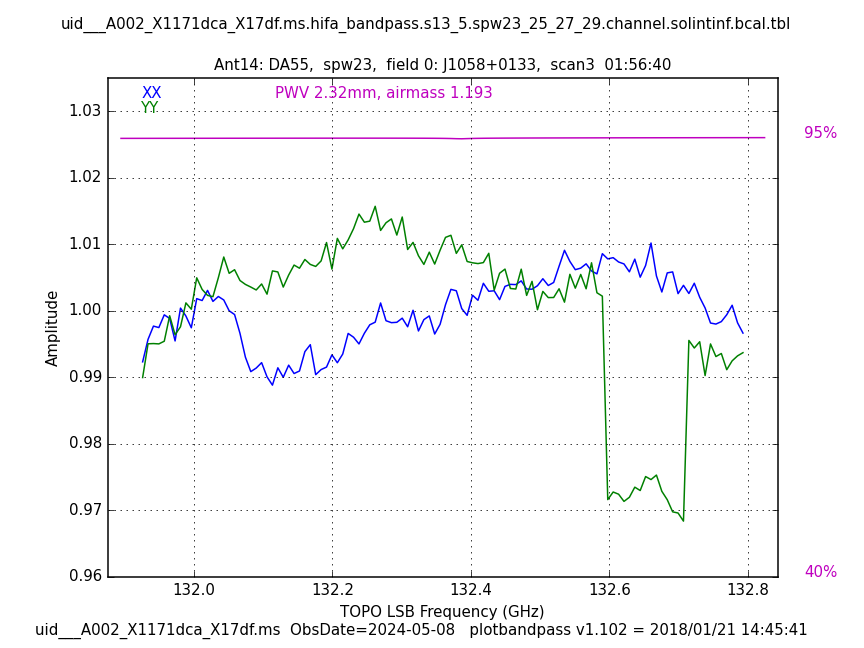 uid___A002_X1171dca_X17df.ms.hifa_bandpass.s13_5.spw23_25_27_29.channel.solintinf.bcal.tbl
Ant14: DA55,  spw23,  field 0: J1058+0133,  scan3  01:56:40
XX
PWV 2.32mm, airmass 1.193
YY
1.03
95%
1.02
1.01
1.00
Amplitude
0.99
0.98
0.97
0.96
40%
132.0 132.2 132.4 132.6 132.8
TOPO LSB Frequency (GHz)
uid___A002_X1171dca_X17df.ms  ObsDate=2024-05-08   plotbandpass v1.102 = 2018/01/21 14:45:41